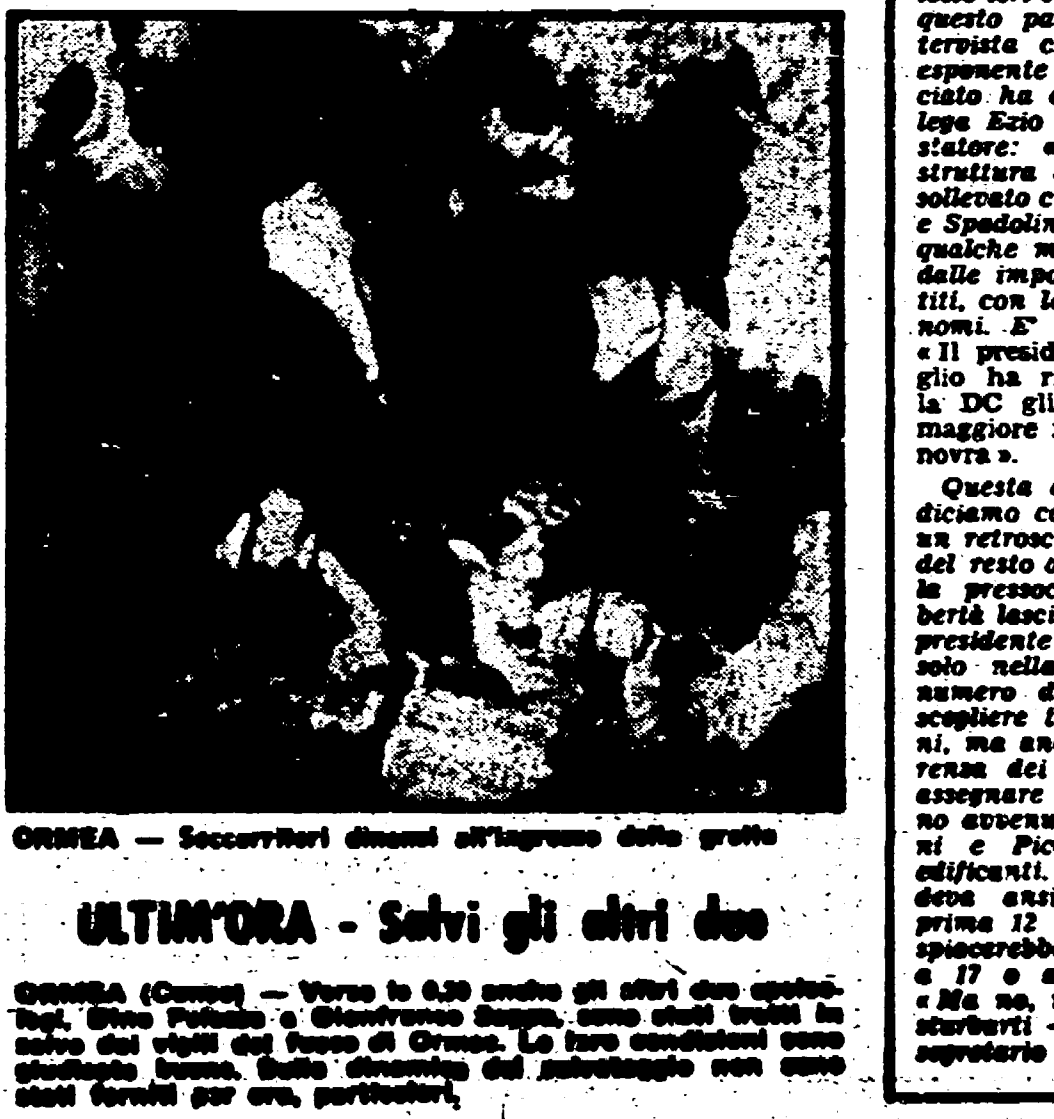 ORMEA — Soccorritori dinanzi all'ingresso della grotta
ULTIM'ORA - Salvi gli altri due
ORMEA (Cuneo) — Verso le 0,30 anche gli altri due speleo-
logi, Dino e Gianfranco sono stati tratti in
salvo dai vigili del fuoco di Ormea. Le loro condizioni sono
giudicate buone. Sulla dinamica del salvataggio non sono
stati forniti per ora, particolari.
questo pa
tervista c
esponente
ciato ha
lega Ezio
statore: «
struttura
sollevato c
e Spadolin
qualche m
dalle impo
titi, con l
nomi. E'
«Il presid
glio ha r
la DC gli
maggiore
novra».
Questa
diciamo co
un retrosc
del resto
la pressoc
bertà lasci
presidente
solo nella
numero d
scegliere t
ni, ma an
renza dei
assegnare
no avvenu
ni e Pic
edificanti.
deva ansi
prima 12
spiacerebb
a 17 o a
«Ma no,
sturbarti
segretario